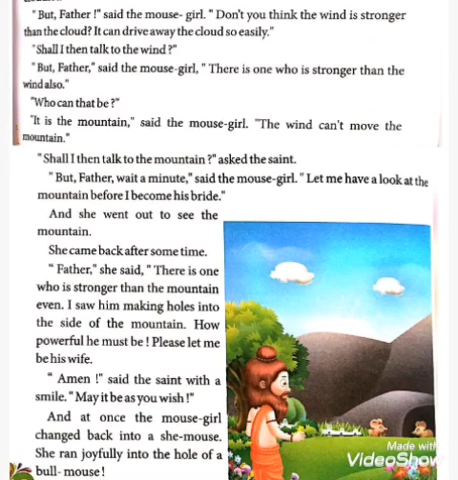 " But, Father !" said the mouse- girl. " Don't you think the wind is stronger
than the cloud? It can drive away the cloud so easily."
"Shall I then talk to the wind ?"
" But, Father," said the mouse-girl, " There is one who is stronger than the
wind also."
"Who can that be ?"
"It is the mountain," said the mouse-girl. "The wind can't move the
mountain."
"Shall I then talk to the mountain ?" asked the saint.
" But, Father, wait a minute," said the mouse-girl. " Let me have a look at the
mountain before I become his bride."
And she went out to see the
mountain.
She came back after some time.
" Father," she said, " There is one
who is stronger than the mountain
even. I saw him making holes into
the side of the mountain. How
powerful he must be ! Please let me
be his wife.
" Amen !" said the saint with a
smile. " May it be as you wish !"
And at once the mouse-girl
changed back into a she-mouse.
She ran joyfully into the hole of a
bull- mouse !
Made with
VideoShow